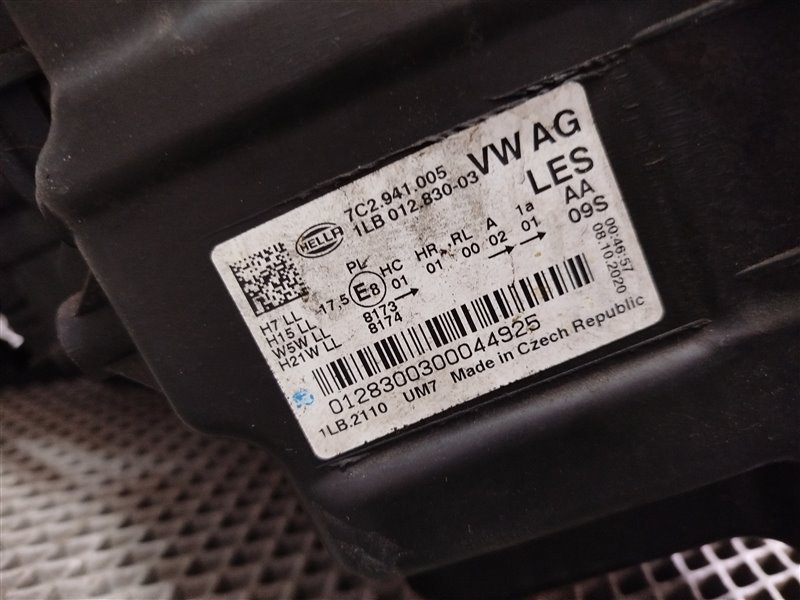 7C2.941.005 VW AG
HELLA 1LB 012.830-03 LES
PL HC HR RL A 1a AA
17.5 E8 01 01 00 02 01 09S
H7 LL 8173 → → → 00:46:57
H15 LL 8174 08.10.2020
W5W LL
H21W LL
0128300300044925
1LB.2110 UM7 Made in Czech Republic